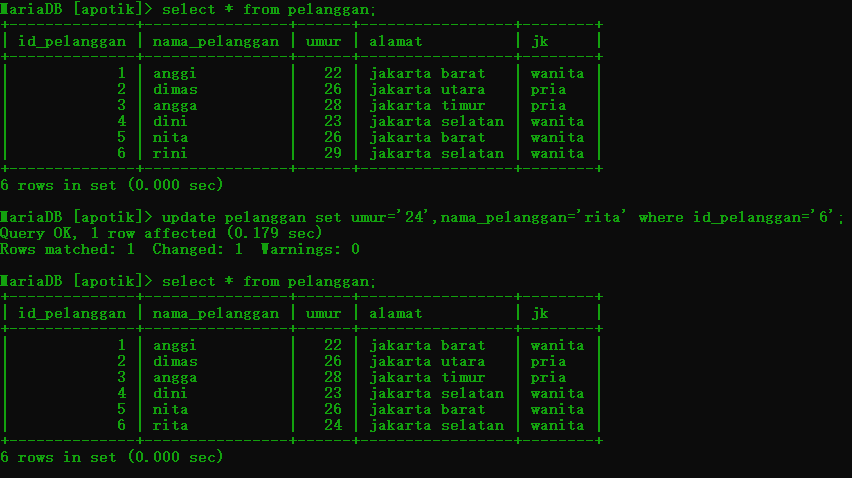 MariaDB [apotik]> select * from pelanggan;
+--------------+----------------+------+-----------------+--------+
| id_pelanggan | nama_pelanggan | umur | alamat          | jk     |
+--------------+----------------+------+-----------------+--------+
|            1 | anggi          |   22 | jakarta barat   | wanita |
|            2 | dimas          |   26 | jakarta utara   | pria   |
|            3 | angga          |   28 | jakarta timur   | pria   |
|            4 | dini           |   23 | jakarta selatan | wanita |
|            5 | nita           |   26 | jakarta barat   | wanita |
|            6 | rini           |   29 | jakarta selatan | wanita |
+--------------+----------------+------+-----------------+--------+
6 rows in set (0.000 sec)
MariaDB [apotik]> update pelanggan set umur='24',nama_pelanggan='rita' where id_pelanggan='6';
Query OK, 1 row affected (0.179 sec)
Rows matched: 1  Changed: 1  Warnings: 0
MariaDB [apotik]> select * from pelanggan;
+--------------+----------------+------+-----------------+--------+
| id_pelanggan | nama_pelanggan | umur | alamat          | jk     |
+--------------+----------------+------+-----------------+--------+
|            1 | anggi          |   22 | jakarta barat   | wanita |
|            2 | dimas          |   26 | jakarta utara   | pria   |
|            3 | angga          |   28 | jakarta timur   | pria   |
|            4 | dini           |   23 | jakarta selatan | wanita |
|            5 | nita           |   26 | jakarta barat   | wanita |
|            6 | rita           |   24 | jakarta selatan | wanita |
+--------------+----------------+------+-----------------+--------+
6 rows in set (0.000 sec)